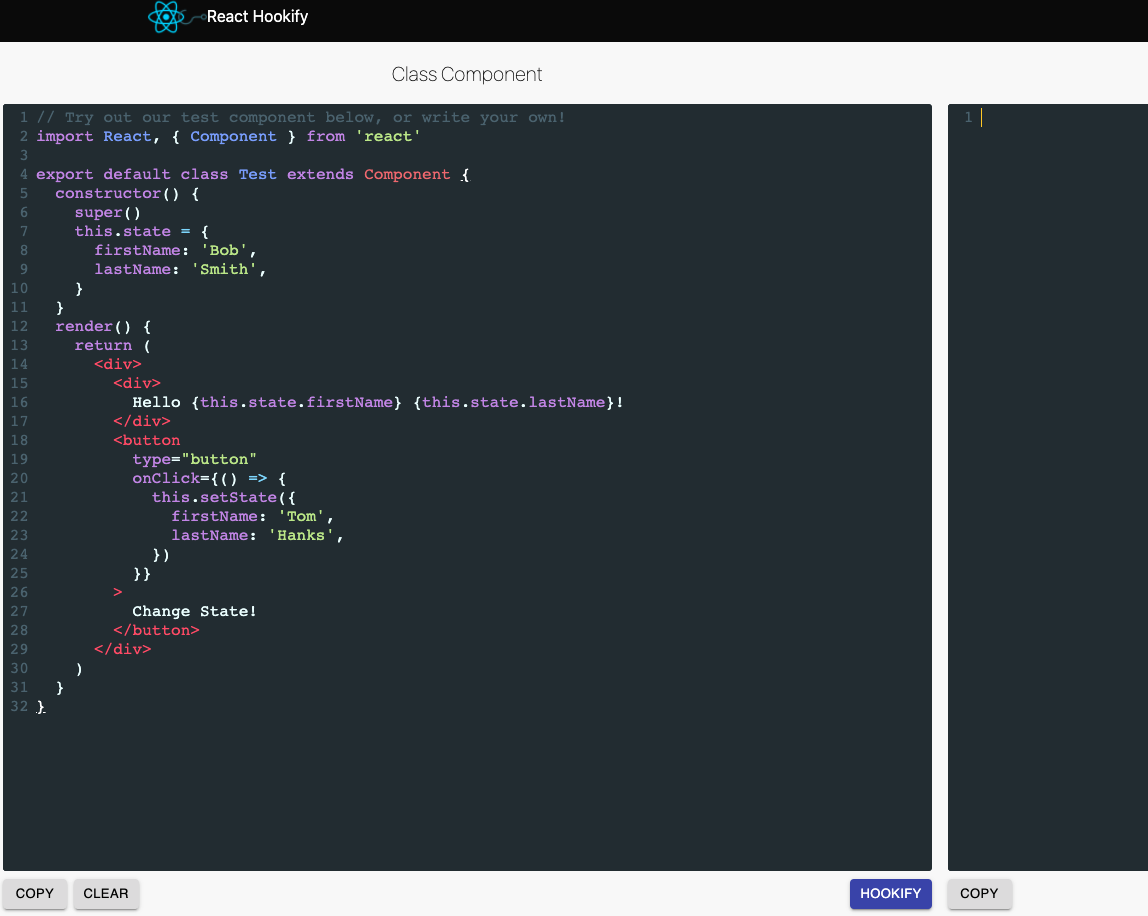 React Hookify
Class Component
1 // Try out our test component below, or write your own!
2 import React, { Component } from 'react'
3
4 export default class Test extends Component {
5   constructor() {
6     super()
7     this.state = {
8       firstName: 'Bob',
9       lastName: 'Smith',
10     }
11   }
12   render() {
13     return (
14       <div>
15         <div>
16           Hello {this.state.firstName} {this.state.lastName}!
17         </div>
18         <button
19           type="button"
20           onClick={() => {
21             this.setState({
22               firstName: 'Tom',
23               lastName: 'Hanks',
24             })
25           }}
26         >
27           Change State!
28         </button>
29       </div>
30     )
31   }
32 }
1
COPY CLEAR HOOKIFY COPY